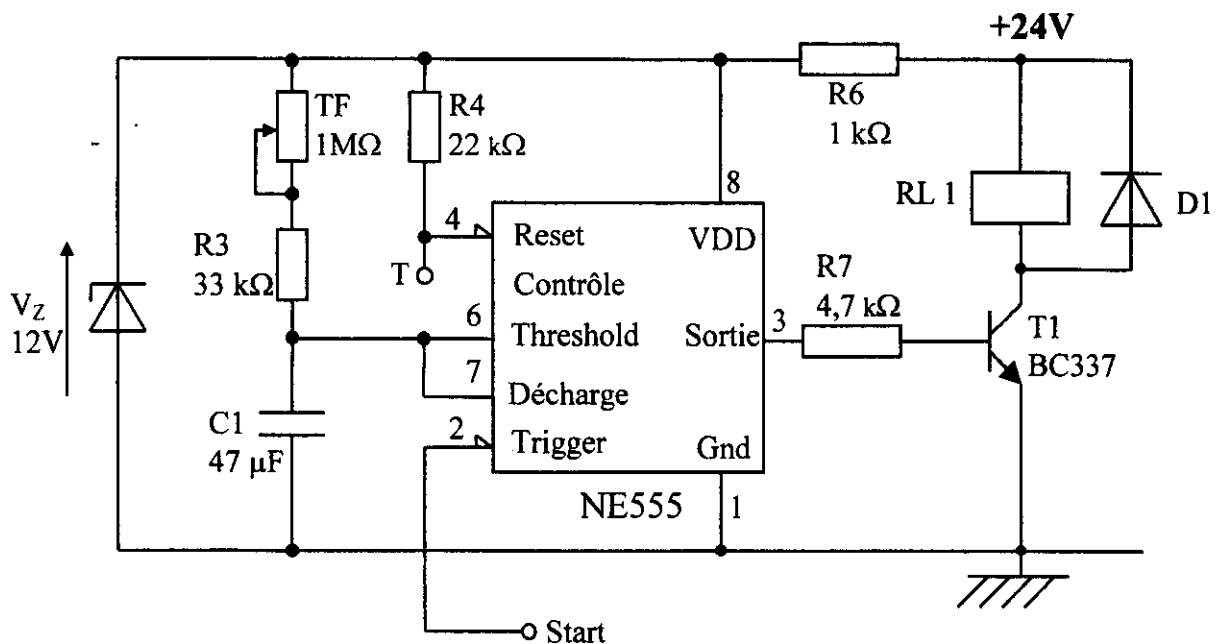 +24V
TF
1MΩ
R4
22 kΩ
R6
1 kΩ
8
RL 1
D1
4
Reset
VDD
R3
33 kΩ
T
Contrôle
R7
4,7 kΩ
VZ
12V
6
Threshold
Sortie
3
T1
BC337
7
Décharge
C1
47 µF
2
Trigger
Gnd
NE555
1
Start